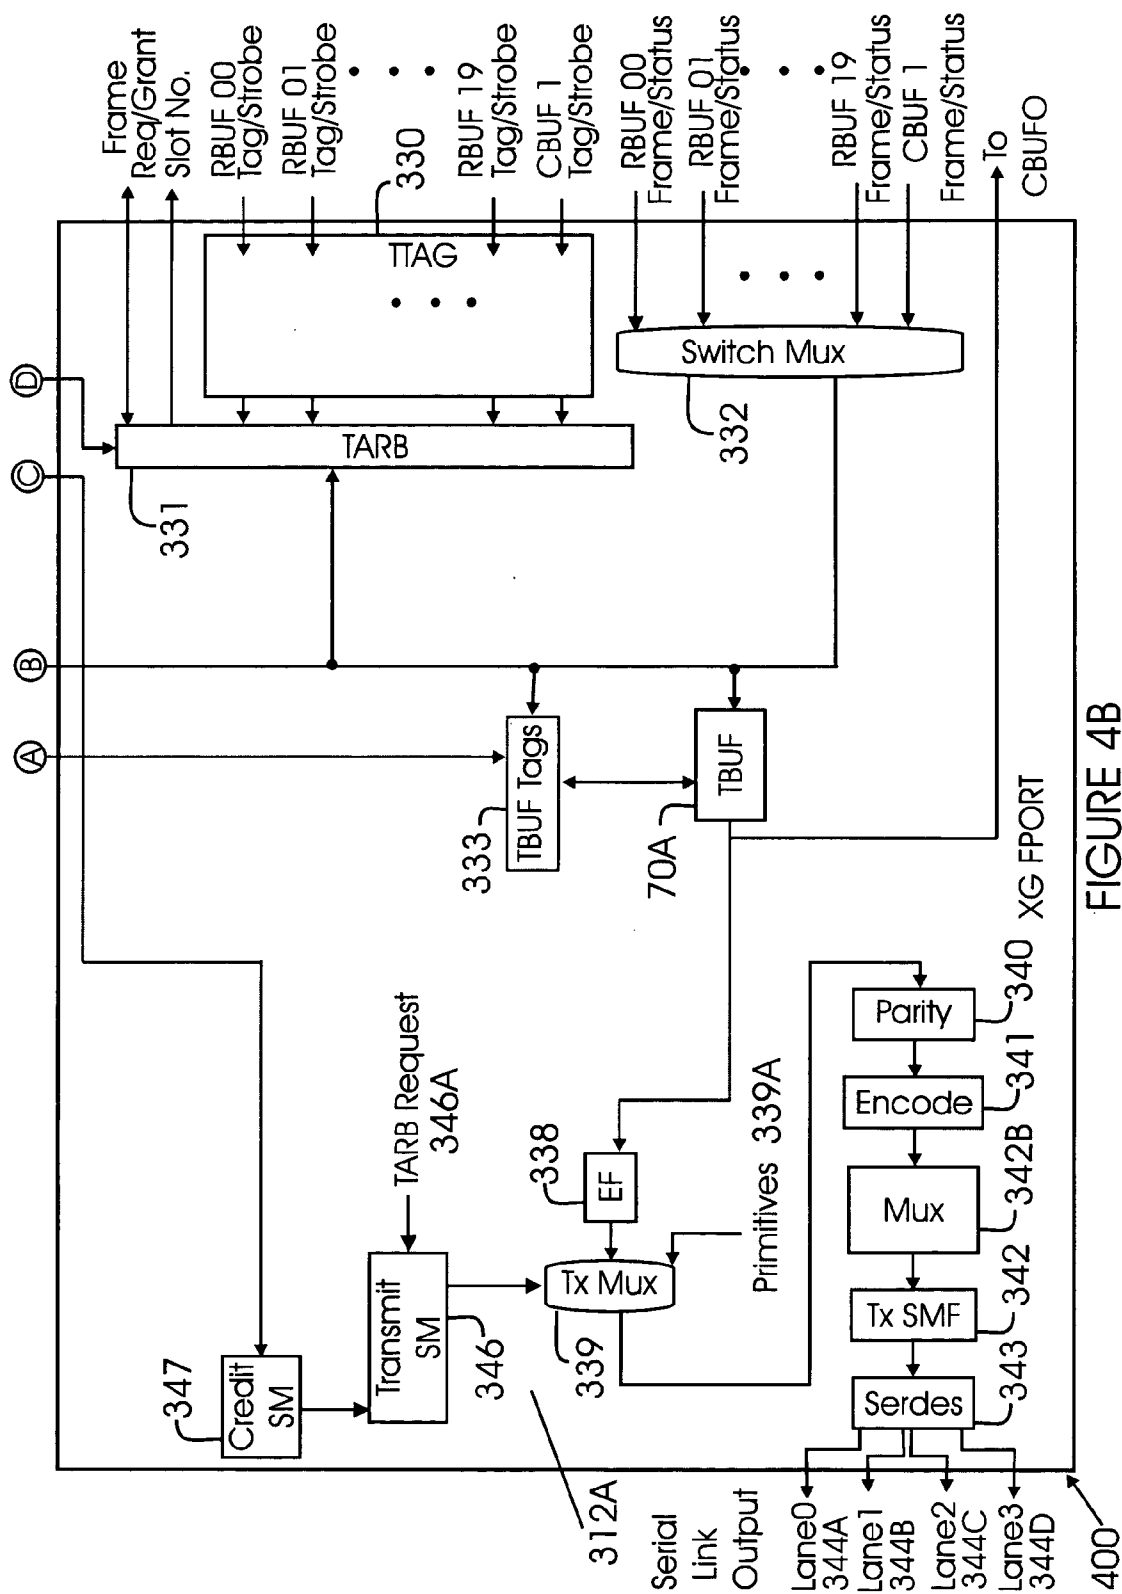 Frame
Req/Grant
Slot No.
RBUF 00
Tag/Strobe
RBUF 01
Tag/Strobe
RBUF 19
Tag/Strobe
CBUF 1
Tag/Strobe
330
RBUF 00
Frame/Status
RBUF 01
Frame/Status
RBUF 19
Frame/Status
CBUF 1
Frame/Status
To
CBUFO
D
C
B
A
TTAG
TARB
331
Switch Mux
332
TBUF Tags
333
TBUF
70A
XG FPORT
Credit
SM
347
Transmit
SM
346
TARB Request
346A
EF
338
Tx Mux
339
Primitives 339A
312A
Parity
340
Encode
341
Mux
342B
Tx SMF
342
Serdes
343
Serial
Link
Output
Lane0
344A
Lane1
344B
Lane2
344C
Lane3
344D
400
FIGURE 4B